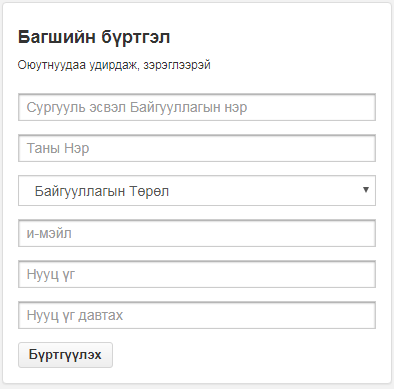 Багшийн бүртгэл
Оюутнуудаа удирдаж, зэрэглээрэй
Сургууль эсвэл Байгууллагын нэр
Таны Нэр
Байгууллагын Төрөл
и-мэйл
Нууц үг
Нууц үг давтах
Бүртгүүлэх